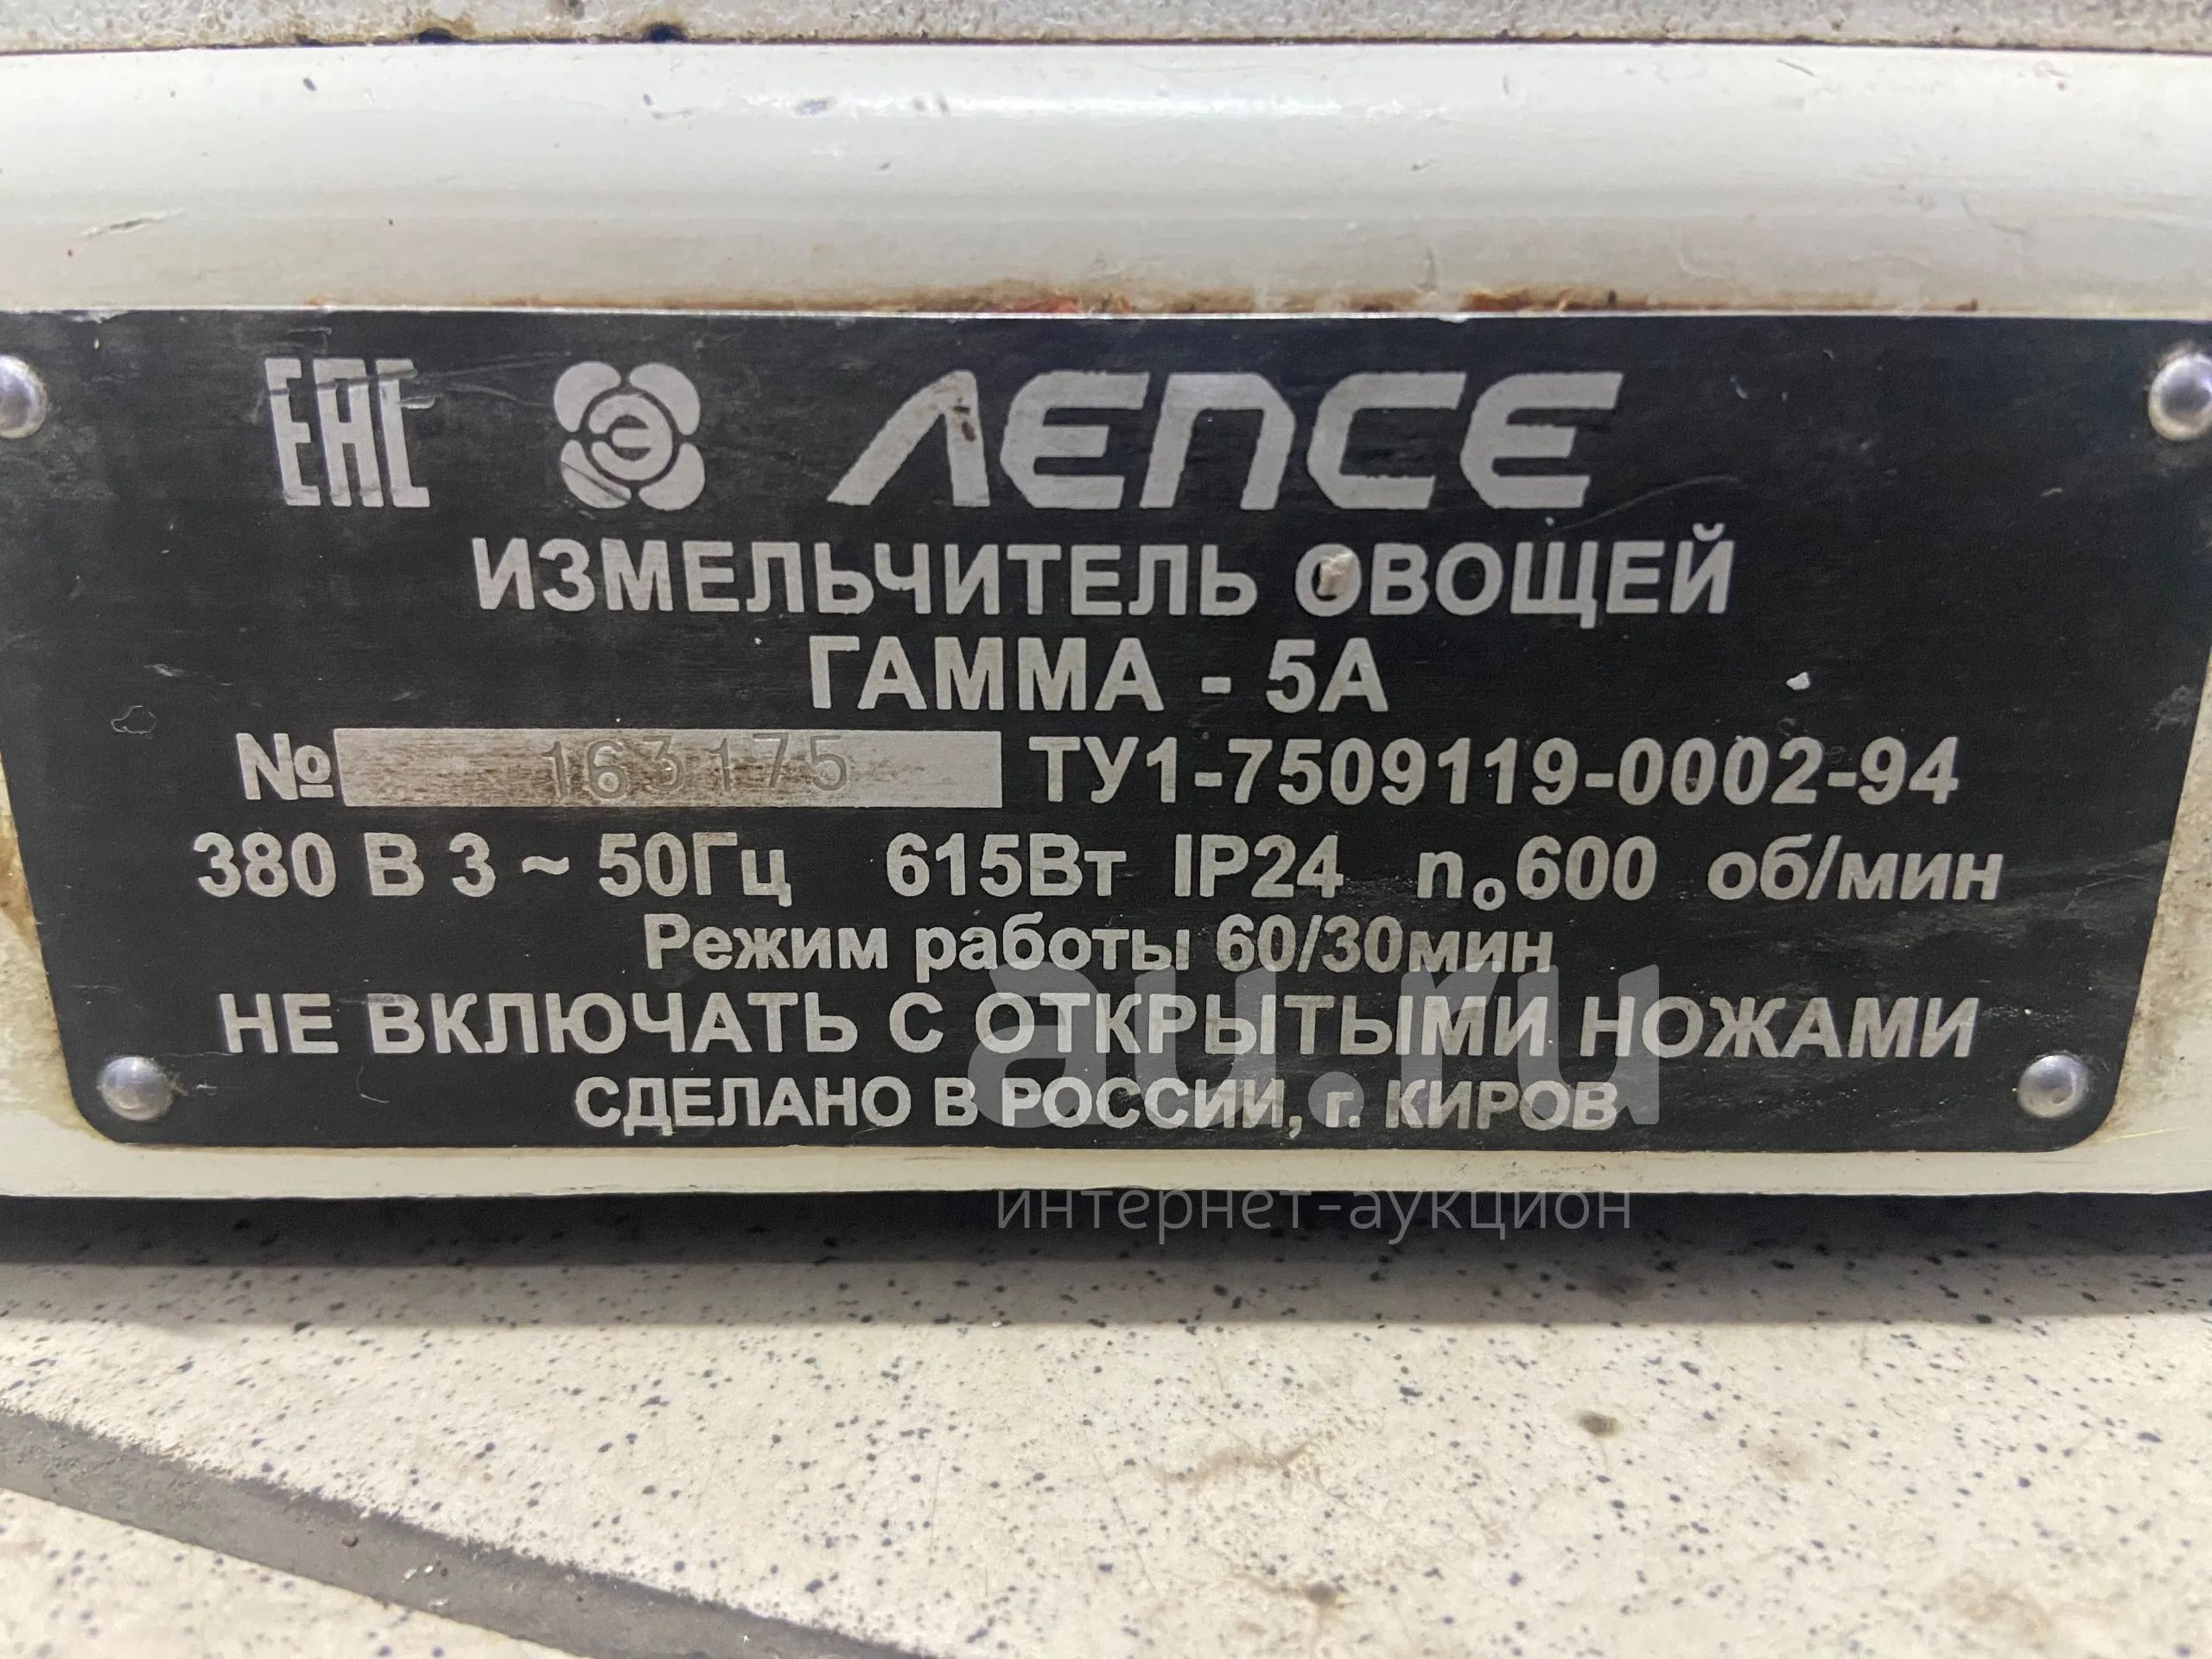 EAC Э ЛЕПСЕ
ИЗМЕЛЬЧИТЕЛЬ ОВОЩЕЙ
ГАММА - 5А
№ 163175 ТУ1-7509119-0002-94
380 В 3 ~ 50Гц 615Вт IP24 n₀600 об/мин
Режим работы 60/30мин
НЕ ВКЛЮЧАТЬ С ОТКРЫТЫМИ НОЖАМИ
СДЕЛАНО В РОССИИ, г. КИРОВ
au.ru
интернет-аукцион